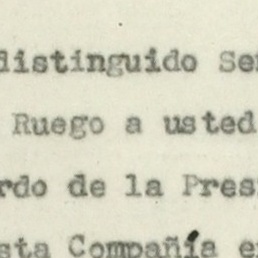 distinguido Se
Ruego a usted
rdo de la Pres
sta Compañía e